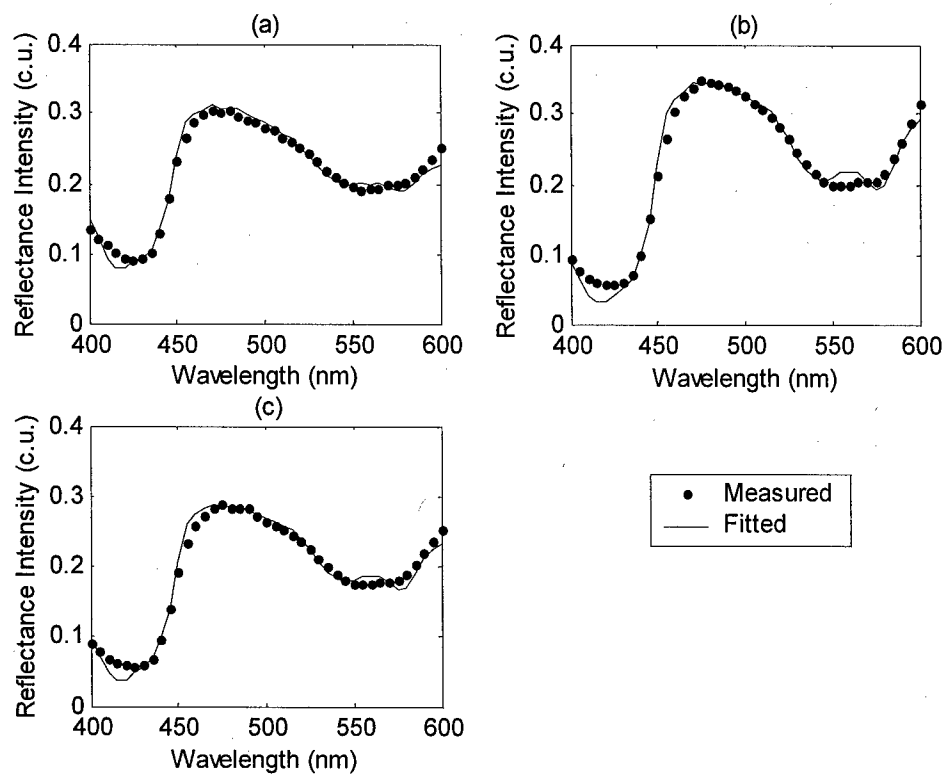 (a)
0.4
0.3
0.2
0.1
0
Reflectance Intensity (c.u.)
400 450 500 550 600
Wavelength (nm)
(b)
0.4
0.3
0.2
0.1
0
Reflectance Intensity (c.u.)
400 450 500 550 600
Wavelength (nm)
(c)
0.4
0.3
0.2
0.1
0
Reflectance Intensity (c.u.)
400 450 500 550 600
Wavelength (nm)
Measured
Fitted